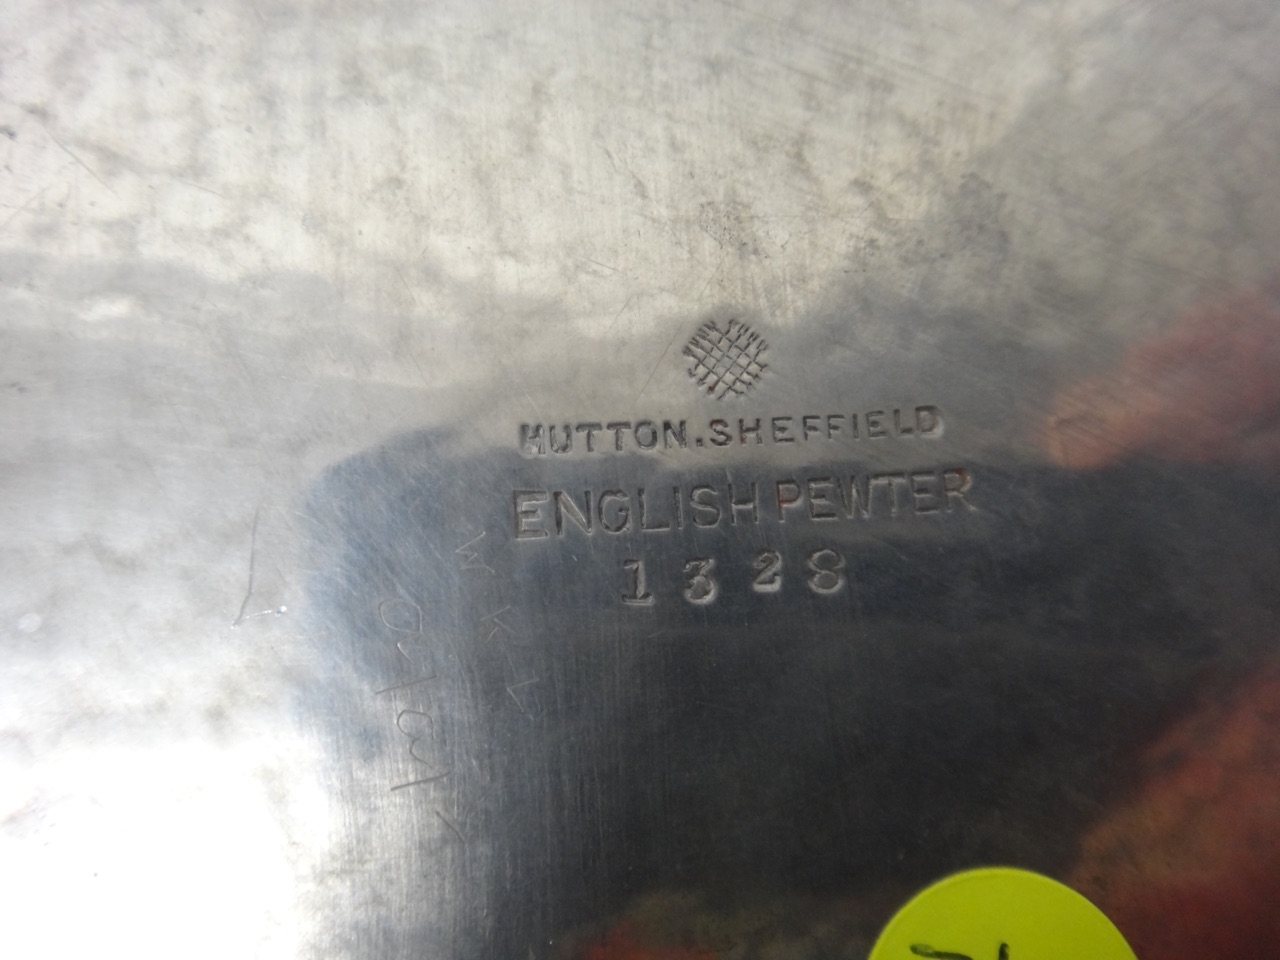 HUTTON.SHEFFIELD
ENGLISH PEWTER
1328
W K L